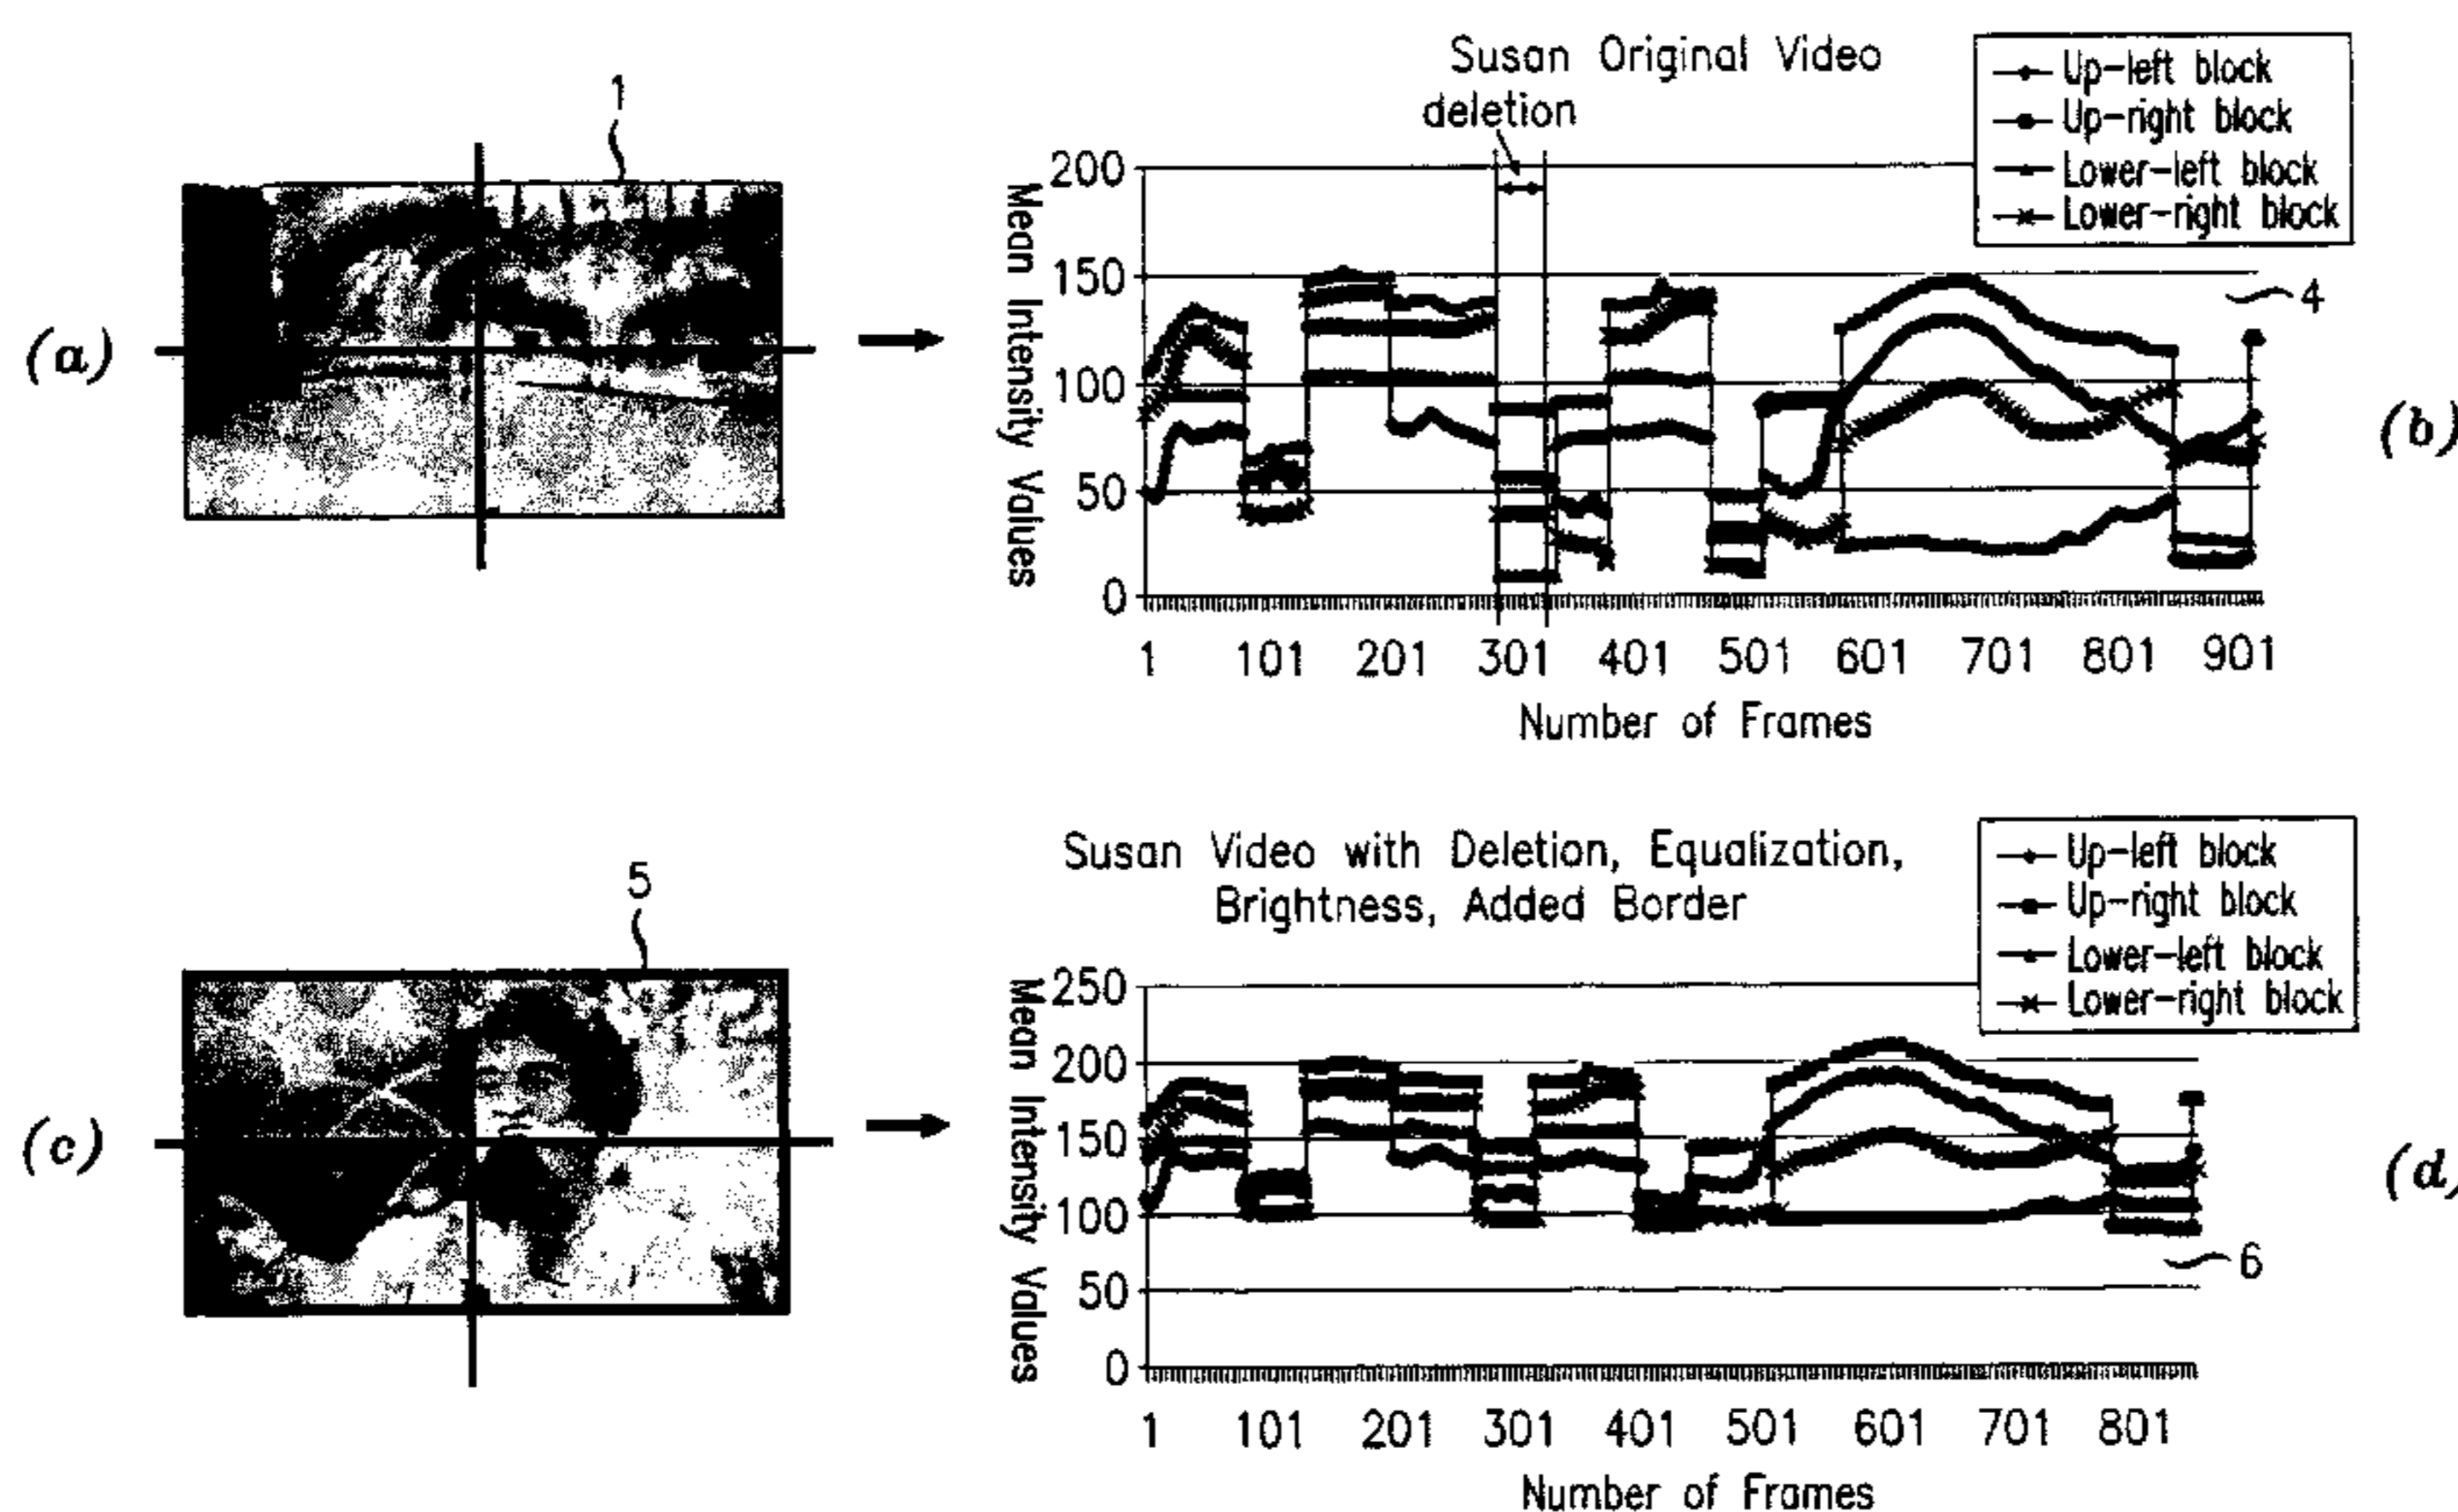 (a)
1
Susan Original Video
deletion
Up-left block
Up-right block
Lower-left block
Lower-right block
Mean Intensity Values
200
150
100
50
0
4
1 101 201 301 401 501 601 701 801 901
Number of Frames
(b)
(c)
5
Susan Video with Deletion, Equalization,
Brightness, Added Border
Up-left block
Up-right block
Lower-left block
Lower-right block
Mean Intensity Values
250
200
150
100
50
0
6
1 101 201 301 401 501 601 701 801
Number of Frames
(d)